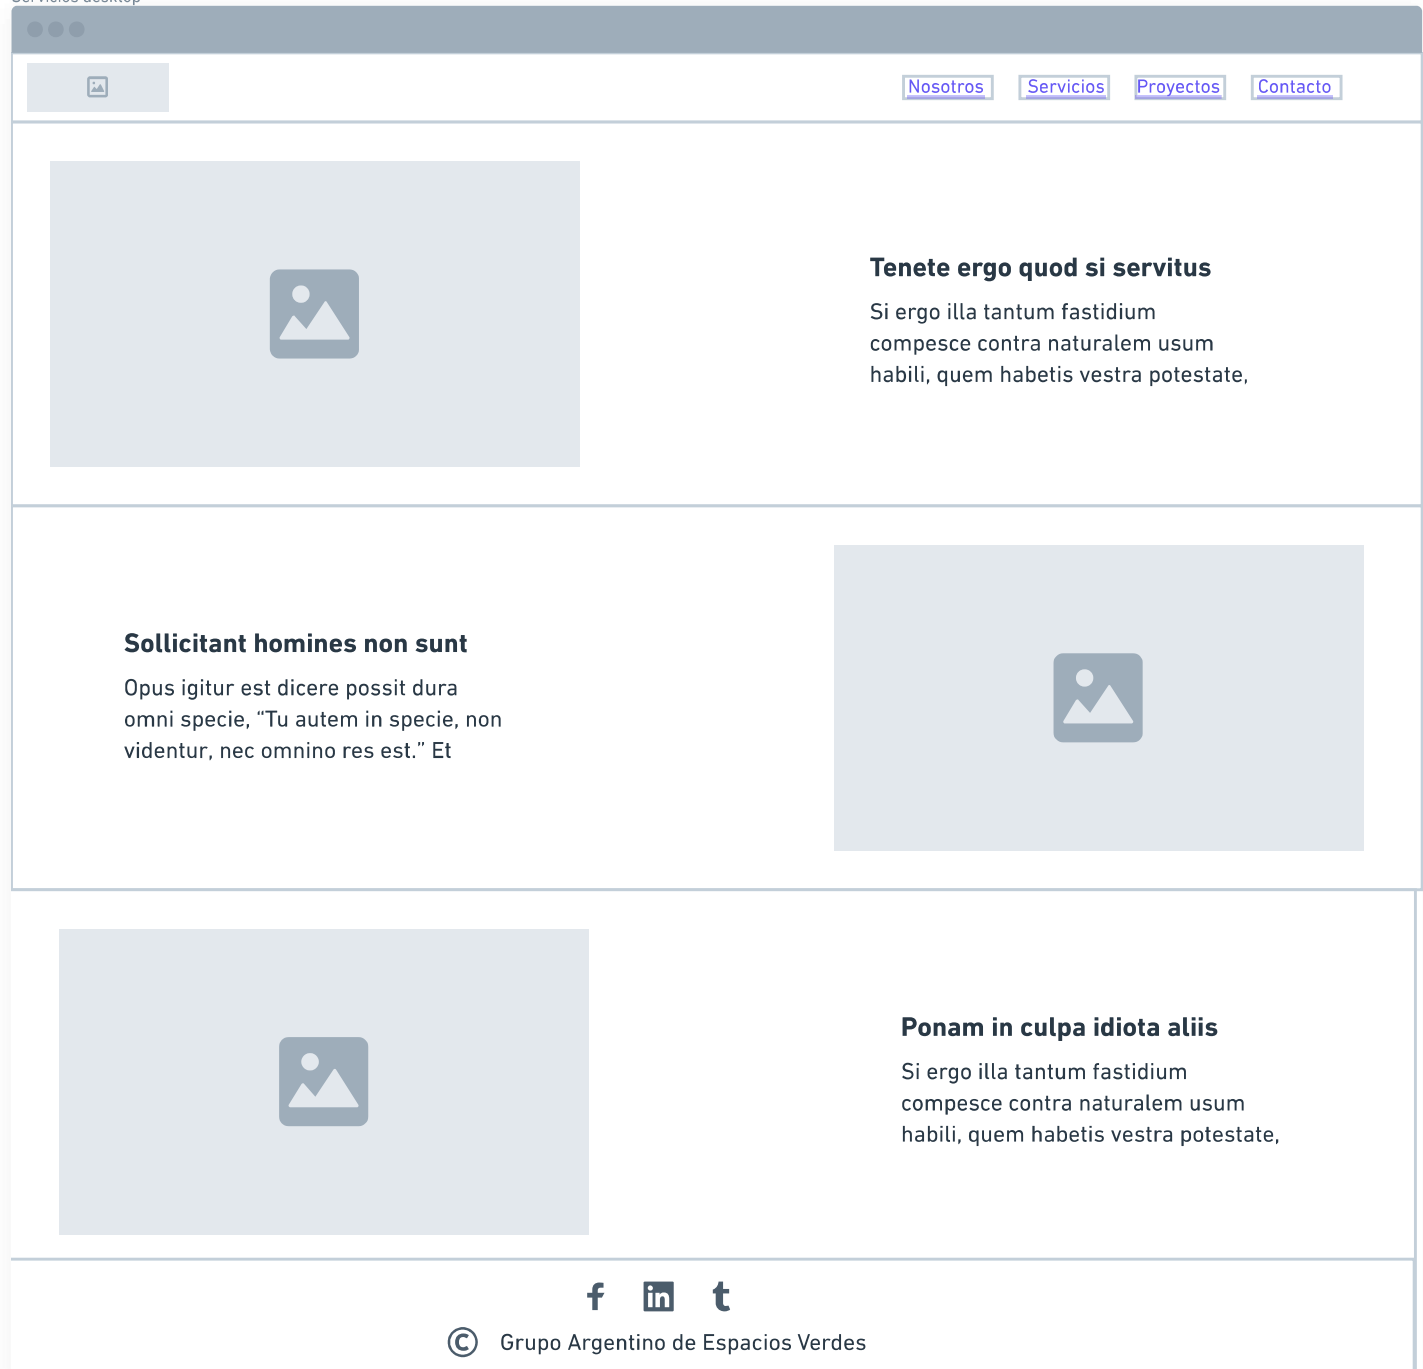 Servicios desktop
Nosotros
Servicios
Proyectos
Contacto
Tenete ergo quod si servitus
Si ergo illa tantum fastidium
compesce contra naturalem usum
habili, quem habetis vestra potestate,
Sollicitant homines non sunt
Opus igitur est dicere possit dura
omni specie, “Tu autem in specie, non
videntur, nec omnino res est.” Et
Ponam in culpa idiota aliis
Si ergo illa tantum fastidium
compesce contra naturalem usum
habili, quem habetis vestra potestate,
© Grupo Argentino de Espacios Verdes